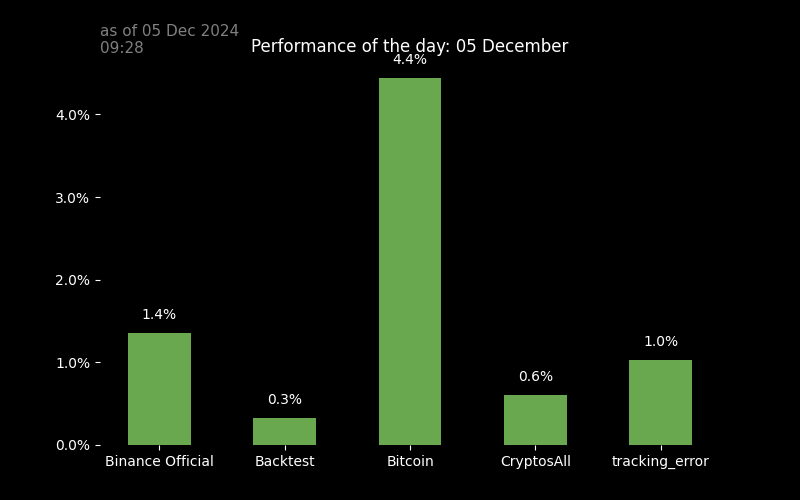 as of 05 Dec 2024
09:28
Performance of the day: 05 December
4.4%
4.0%
3.0%
2.0%
1.4%
1.0%
1.0%
0.6%
0.3%
0.0%
Binance Official
Backtest
Bitcoin
CryptosAll
tracking_error